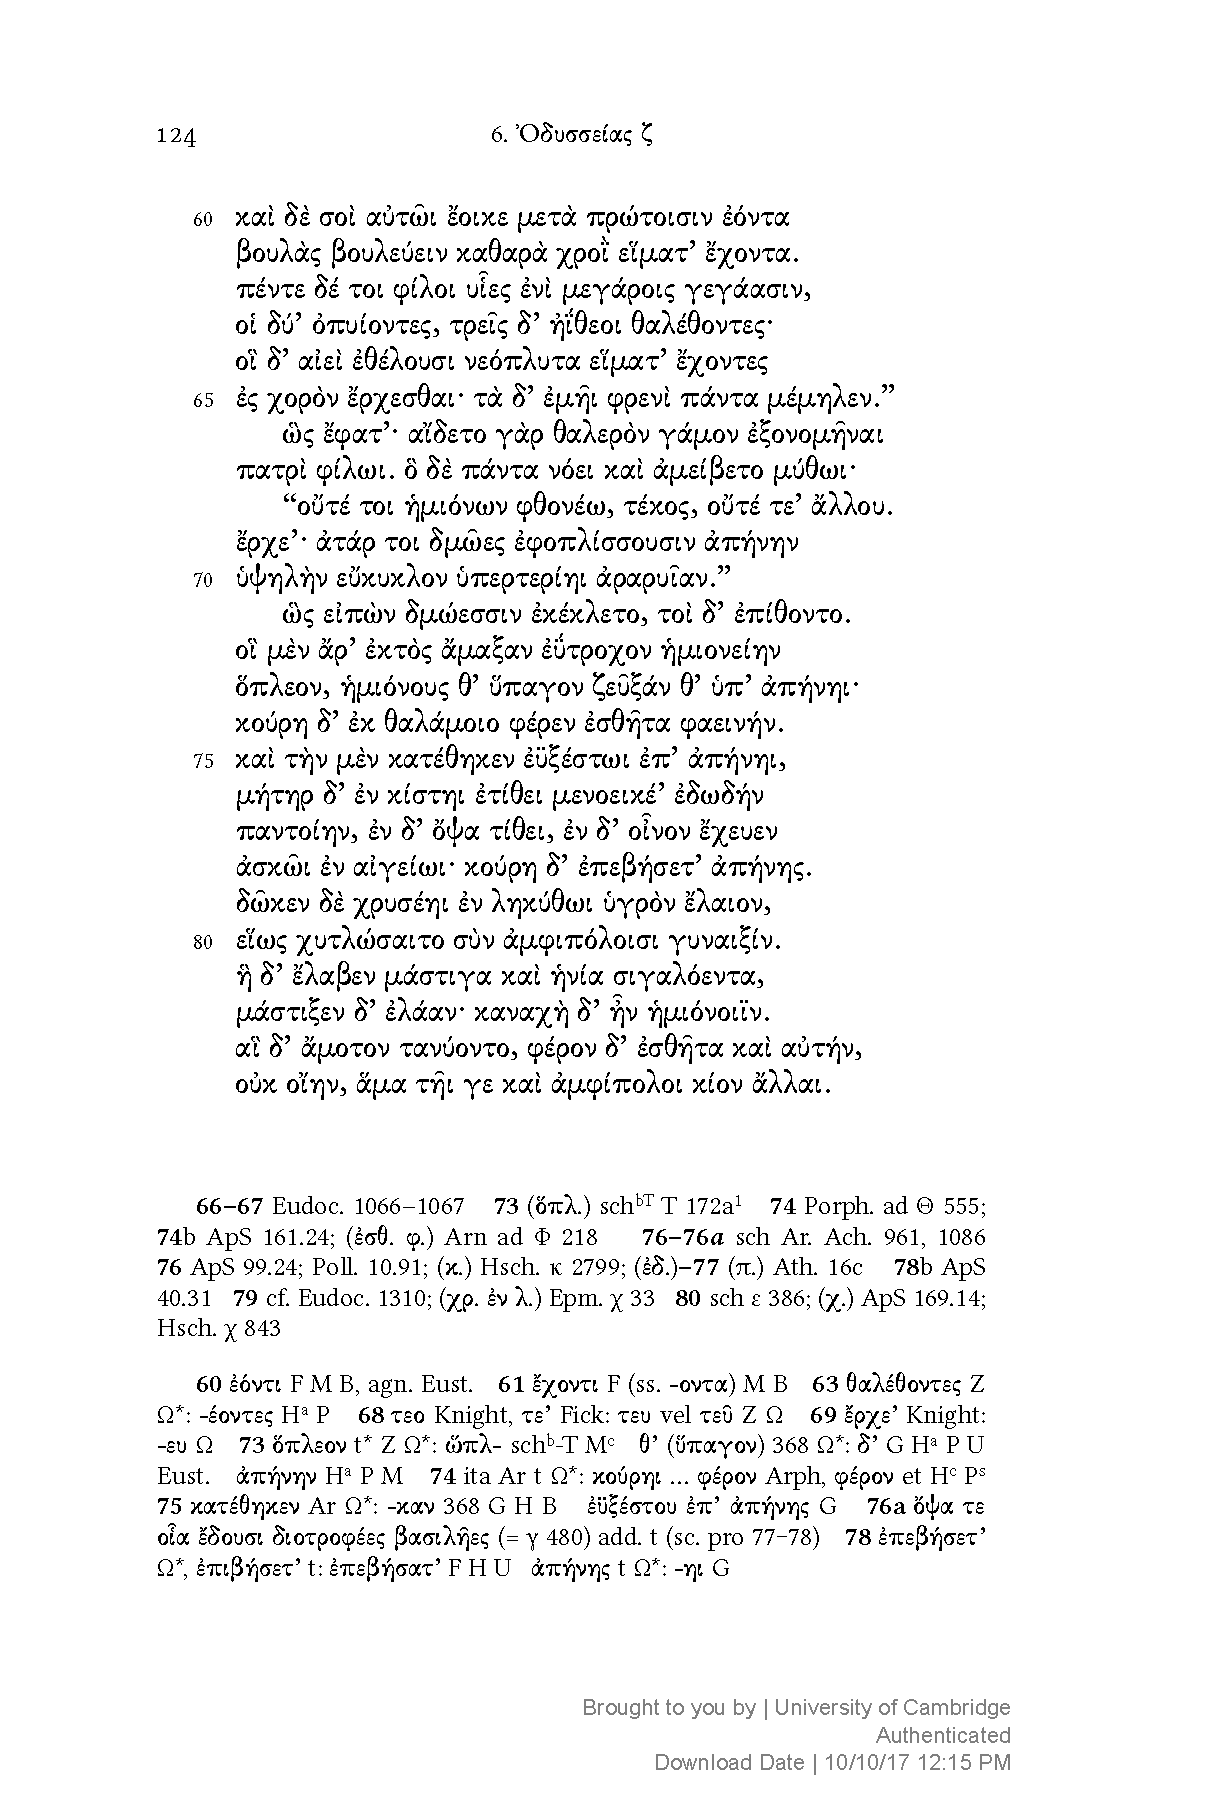 124 6. Ὀδυσσείας ζ
60 καὶ δὲ σοὶ αὐτῶι ἔοικε μετὰ πρώτοισιν ἐόντα
βουλὰς βουλεύειν καθαρὰ χροῒ εἵματ’ ἔχοντα.
πέντε δέ τοι φίλοι υἷες ἐνὶ μεγάροις γεγάασιν,
οἱ δύ’ ὀπυίοντες, τρεῖς δ’ ἠΐθεοι θαλέθοντες·
οἳ δ’ αἰεὶ ἐθέλουσι νεόπλυτα εἵματ’ ἔχοντες
65 ἐς χορὸν ἔρχεσθαι· τὰ δ’ ἐμῆι φρενὶ πάντα μέμηλεν.”
ὣς ἔφατ’· αἴδετο γὰρ θαλερὸν γάμον ἐξονομῆναι
πατρὶ φίλωι. ὃ δὲ πάντα νόει καὶ ἀμείβετο μύθωι·
“οὔτέ τοι ἡμιόνων φθονέω, τέκος, οὔτέ τε’ ἄλλου.
ἔρχε’· ἀτάρ τοι δμῶες ἐφοπλίσσουσιν ἀπήνην
70 ὑψηλὴν εὔκυκλον ὑπερτερίηι ἀραρυῖαν.”
ὣς εἰπὼν δμώεσσιν ἐκέκλετο, τοὶ δ’ ἐπίθοντο.
οἳ μὲν ἄρ’ ἐκτὸς ἄμαξαν ἐΰτροχον ἡμιονείην
ὅπλεον, ἡμιόνους θ’ ὕπαγον ζεῦξάν θ’ ὑπ’ ἀπήνηι·
κούρη δ’ ἐκ θαλάμοιο φέρεν ἐσθῆτα φαεινήν.
75 καὶ τὴν μὲν κατέθηκεν ἐϋξέστωι ἐπ’ ἀπήνηι,
μήτηρ δ’ ἐν κίστηι ἐτίθει μενοεικέ’ ἐδωδήν
παντοίην, ἐν δ’ ὄψα τίθει, ἐν δ’ οἶνον ἔχευεν
ἀσκῶι ἐν αἰγείωι· κούρη δ’ ἐπεβήσετ’ ἀπήνης.
δῶκεν δὲ χρυσέηι ἐν ληκύθωι ὑγρὸν ἔλαιον,
80 εἵως χυτλώσαιτο σὺν ἀμφιπόλοισι γυναιξίν.
ἣ δ’ ἔλαβεν μάστιγα καὶ ἡνία σιγαλόεντα,
μάστιξεν δ’ ἐλάαν· καναχὴ δ’ ἦν ἡμιόνοιϊν.
αἳ δ’ ἄμοτον τανύοντο, φέρον δ’ ἐσθῆτα καὶ αὐτήν,
οὐκ οἴην, ἅμα τῆι γε καὶ ἀμφίπολοι κίον ἄλλαι.
66–67 Eudoc. 1066–1067 73 (ὅπλ.) schᵇᵀ T 172a¹ 74 Porph. ad Θ 555;
74b ApS 161.24; (ἐσθ. φ.) Arn ad Φ 218 76–76a sch Ar. Ach. 961, 1086
76 ApS 99.24; Poll. 10.91; (κ.) Hsch. κ 2799; (ἐδ.)–77 (π.) Ath. 16c 78b ApS
40.31 79 cf. Eudoc. 1310; (χρ. ἐν λ.) Epm. χ 33 80 sch ε 386; (χ.) ApS 169.14;
Hsch. χ 843
60 ἐόντι F M B, agn. Eust. 61 ἔχοντι F (ss. -οντα) M B 63 θαλέθοντες Z
Ω*: -έοντες Hᵃ P 68 τεο Knight, τε’ Fick: τευ vel τεῦ Z Ω 69 ἔρχε’ Knight:
-ευ Ω 73 ὅπλεον t* Z Ω*: ὥπλ- schᵇ-T Mᶜ θ’ (ὕπαγον) 368 Ω*: δ’ G Hᵃ P U
Eust. ἀπήνην Hᵃ P M 74 ita Ar t Ω*: κούρηι ... φέρον Arph, φέρον et Hᶜ Pˢ
75 κατέθηκεν Ar Ω*: -καν 368 G H B ἐϋξέστου ἐπ’ ἀπήνης G 76a ὄψα τε
οἷα ἔδουσι διοτροφέες βασιλῆες (= γ 480) add. t (sc. pro 77–78) 78 ἐπεβήσετ’
Ω*, ἐπιβήσετ’ t: ἐπεβήσατ’ F H U ἀπήνης t Ω*: -ηι G
Brought to you by | University of Cambridge
Authenticated
Download Date | 10/10/17 12:15 PM